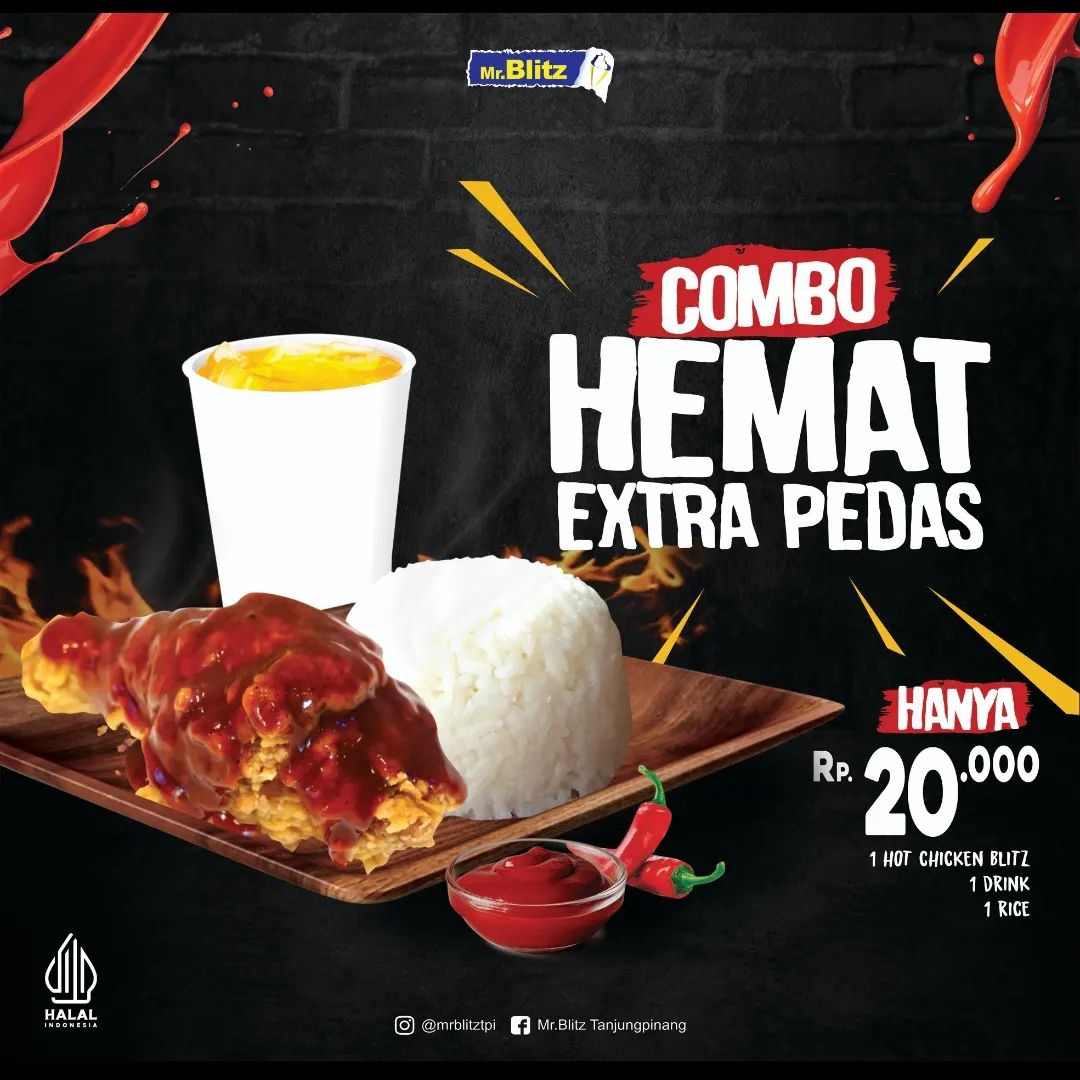 Mr.Blitz
COMBO
HEMAT
EXTRA PEDAS
HANYA
Rp. 20.000
1 HOT CHICKEN BLITZ
1 DRINK
1 RICE
HALAL
INDONESIA
@mrblitztpi Mr.Blitz Tanjungpinang